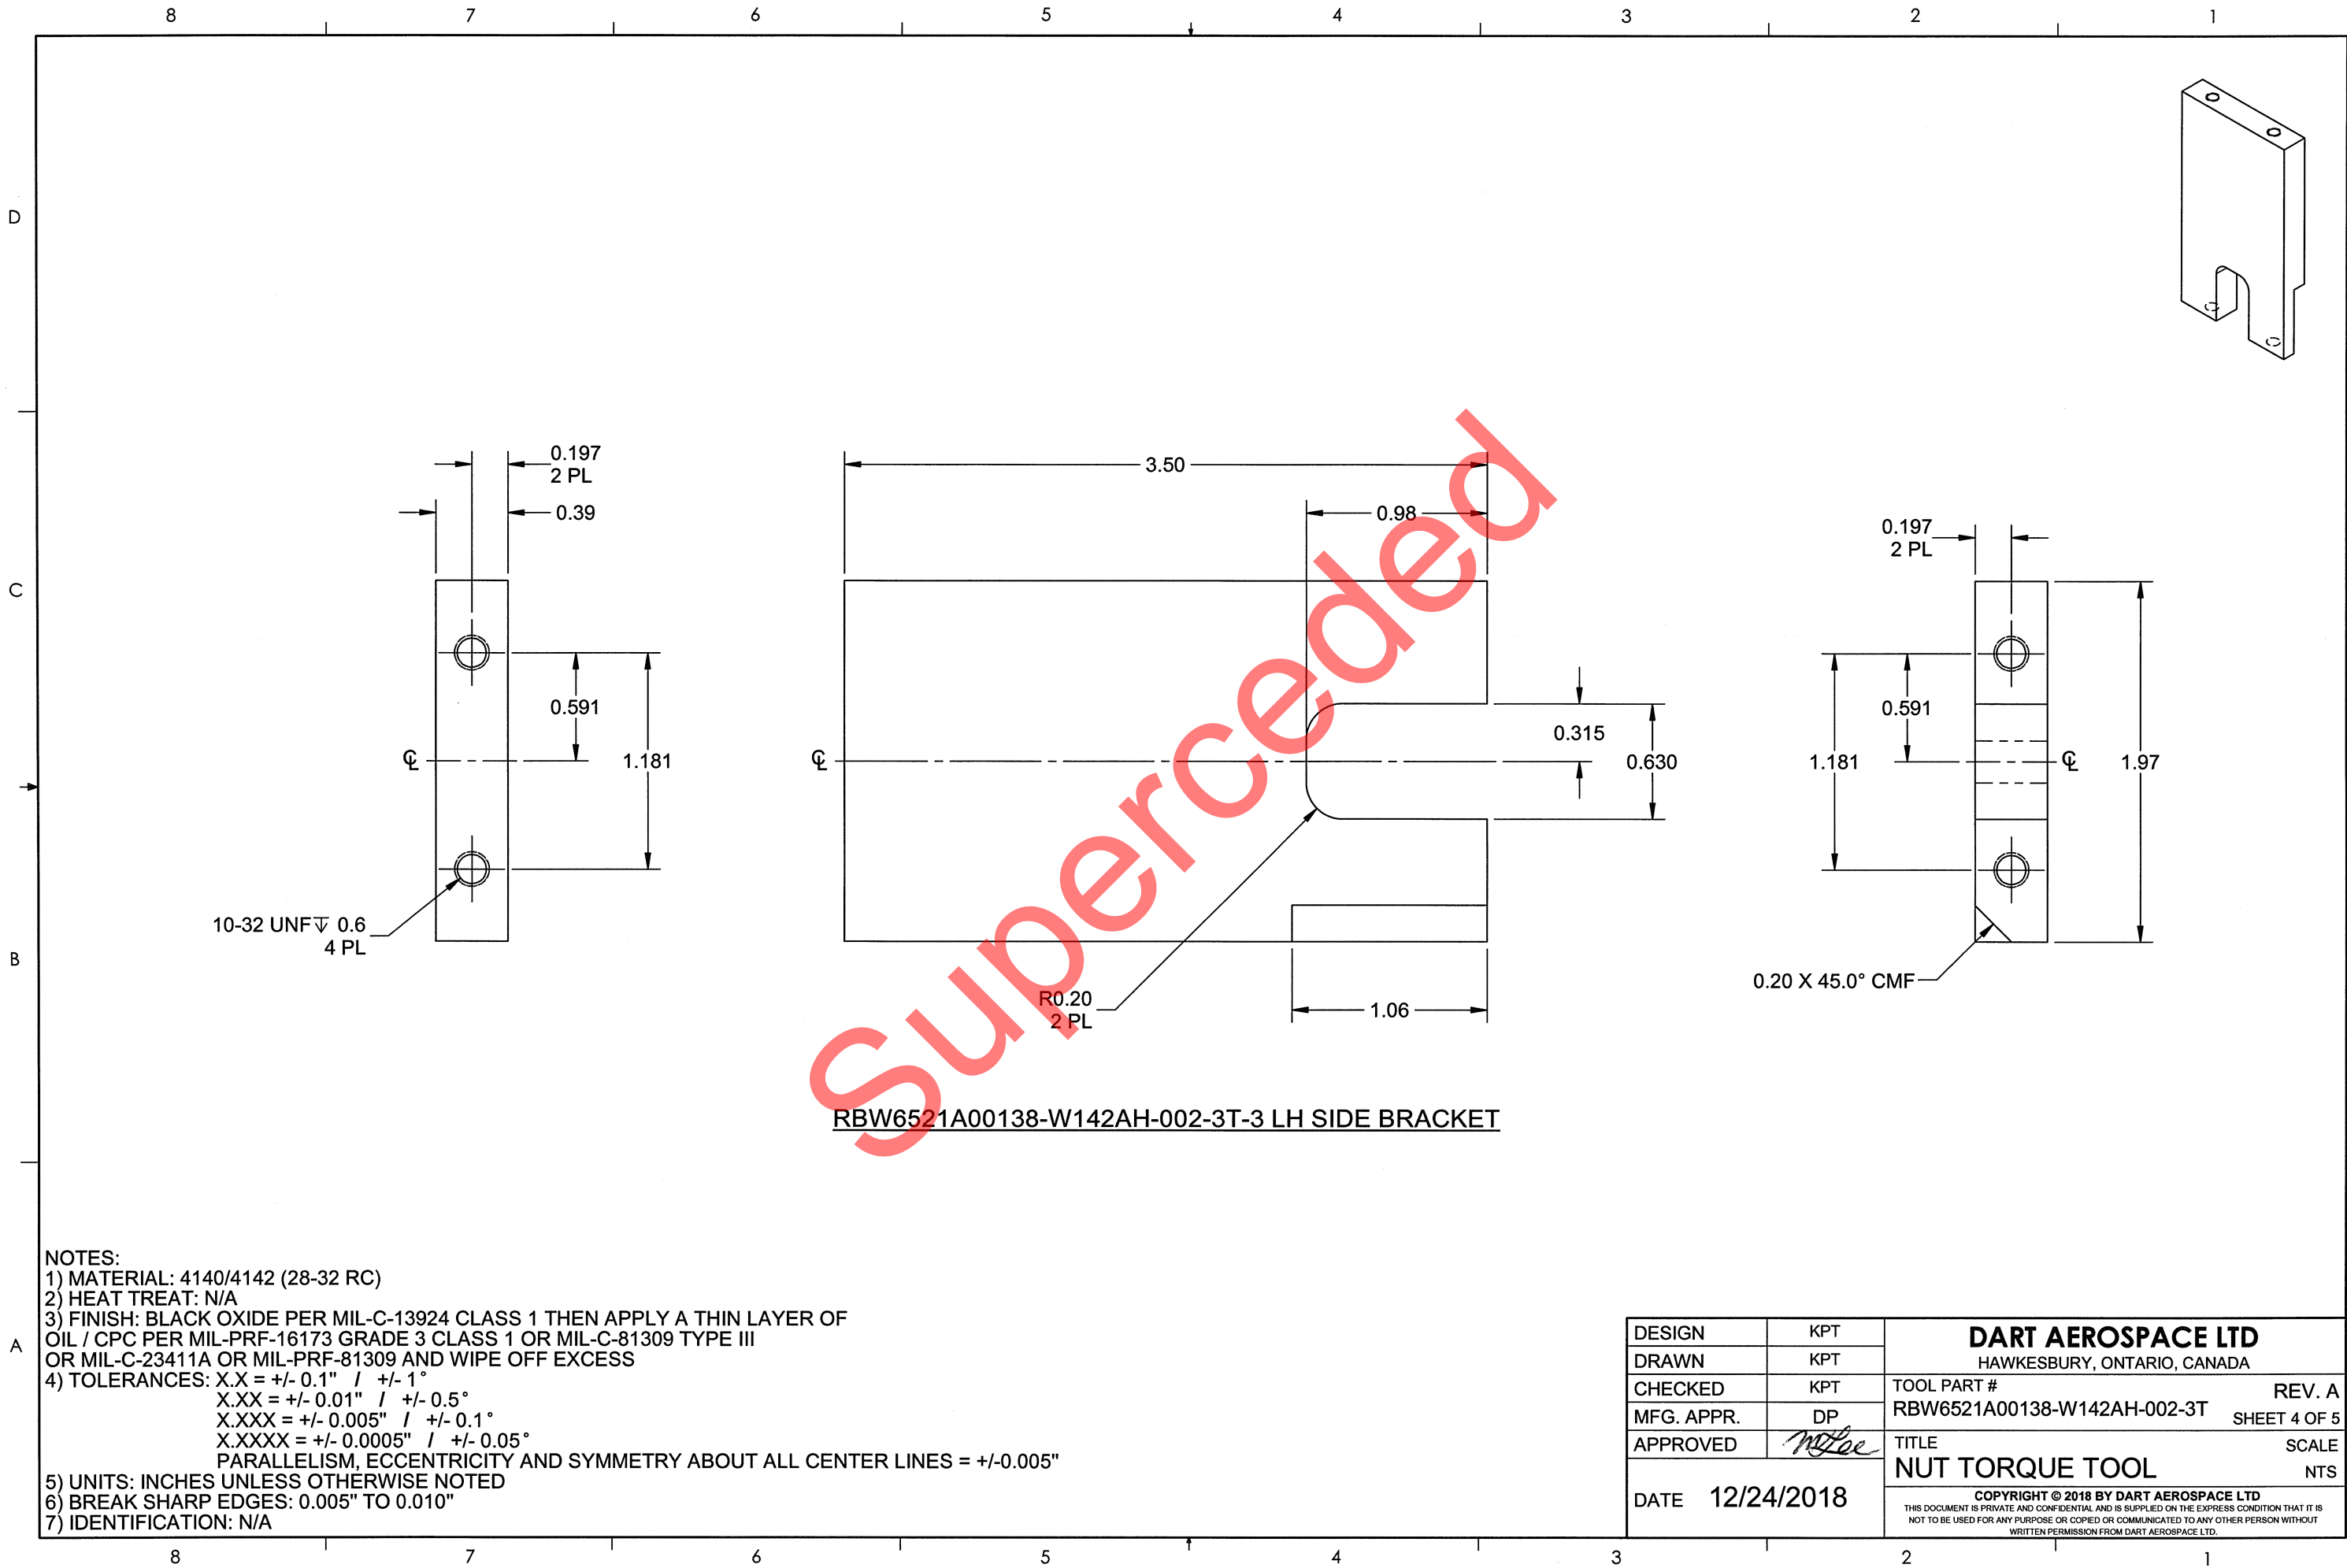 8 7 6 5 4 3 2 1
D
C
B
A
0.197
2 PL
0.39
0.591
1.181
℄
10-32 UNF↧ 0.6
4 PL
3.50
0.98
℄
0.315
0.630
R0.20
2 PL
1.06
0.197
2 PL
0.591
1.181
℄
1.97
0.20 X 45.0° CMF
Superceded
RBW6521A00138-W142AH-002-3T-3 LH SIDE BRACKET
NOTES:
1) MATERIAL: 4140/4142 (28-32 RC)
2) HEAT TREAT: N/A
3) FINISH: BLACK OXIDE PER MIL-C-13924 CLASS 1 THEN APPLY A THIN LAYER OF
OIL / CPC PER MIL-PRF-16173 GRADE 3 CLASS 1 OR MIL-C-81309 TYPE III
OR MIL-C-23411A OR MIL-PRF-81309 AND WIPE OFF EXCESS
4) TOLERANCES: X.X = +/- 0.1" / +/- 1°
X.XX = +/- 0.01" / +/- 0.5°
X.XXX = +/- 0.005" / +/- 0.1°
X.XXXX = +/- 0.0005" / +/- 0.05°
PARALLELISM, ECCENTRICITY AND SYMMETRY ABOUT ALL CENTER LINES = +/-0.005"
5) UNITS: INCHES UNLESS OTHERWISE NOTED
6) BREAK SHARP EDGES: 0.005" TO 0.010"
7) IDENTIFICATION: N/A
DESIGN KPT
DRAWN KPT
CHECKED KPT
MFG. APPR. DP
APPROVED McLee
DATE 12/24/2018
DART AEROSPACE LTD
HAWKESBURY, ONTARIO, CANADA
TOOL PART # REV. A
RBW6521A00138-W142AH-002-3T SHEET 4 OF 5
TITLE SCALE
NUT TORQUE TOOL NTS
COPYRIGHT © 2018 BY DART AEROSPACE LTD
THIS DOCUMENT IS PRIVATE AND CONFIDENTIAL AND IS SUPPLIED ON THE EXPRESS CONDITION THAT IT IS
NOT TO BE USED FOR ANY PURPOSE OR COPIED OR COMMUNICATED TO ANY OTHER PERSON WITHOUT
WRITTEN PERMISSION FROM DART AEROSPACE LTD.
8 7 6 5 4 3 2 1